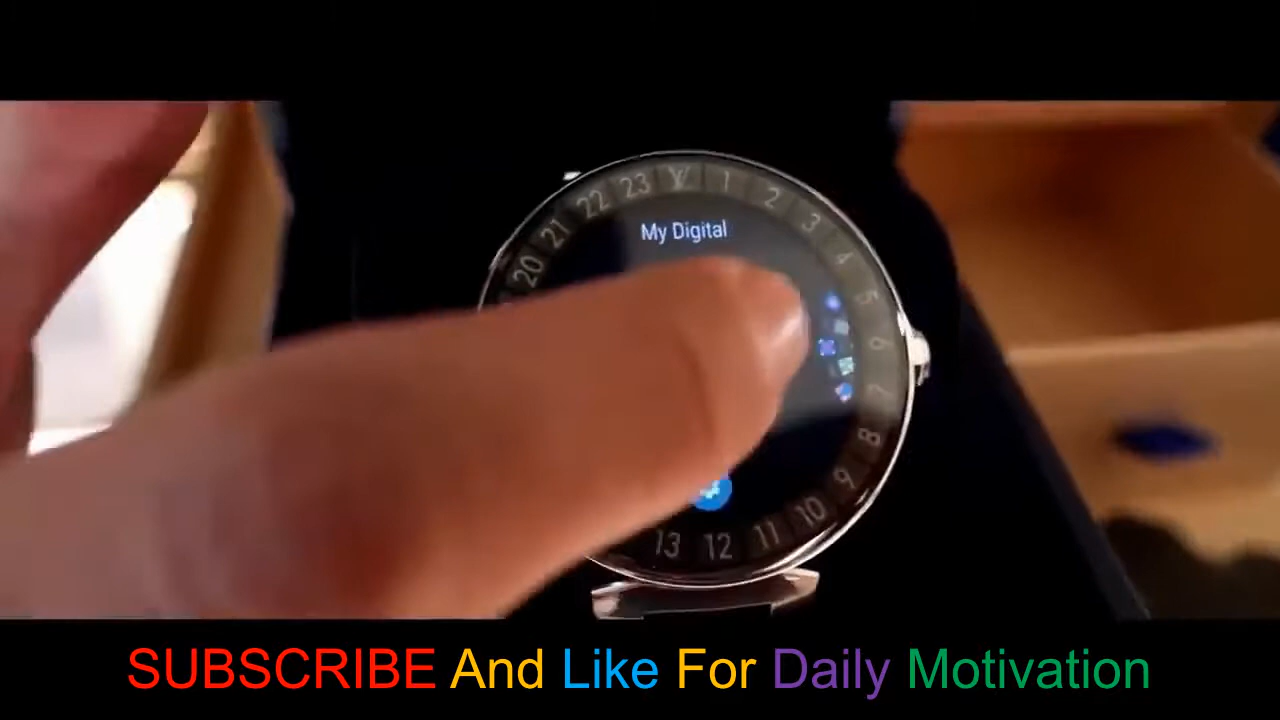 22 23 LV 1 2 3 4 5 6 7 8 9 10 11 12 13 20 21
My Digital
SUBSCRIBE And Like For Daily Motivation